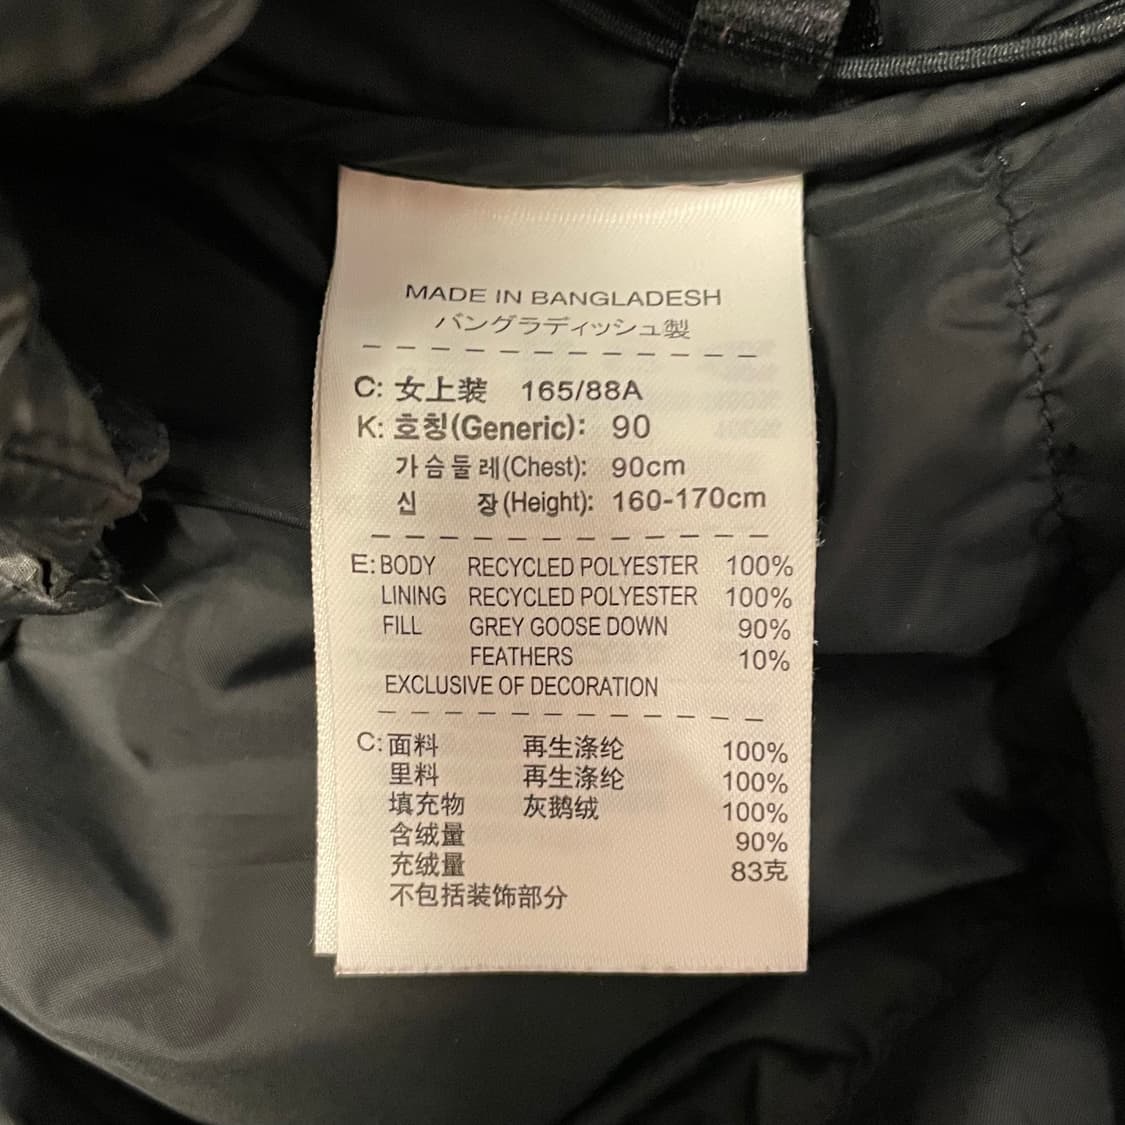 MADE IN BANGLADESH
バングラディッシュ製
C: 女上装 165/88A
K: 호칭(Generic): 90
가슴둘레(Chest): 90cm
신 장(Height): 160-170cm
E: BODY RECYCLED POLYESTER 100%
LINING RECYCLED POLYESTER 100%
FILL GREY GOOSE DOWN 90%
FEATHERS 10%
EXCLUSIVE OF DECORATION
C: 面料 再生涤纶 100%
里料 再生涤纶 100%
填充物 灰鹅绒 100%
含绒量 90%
充绒量 83克
不包括装饰部分